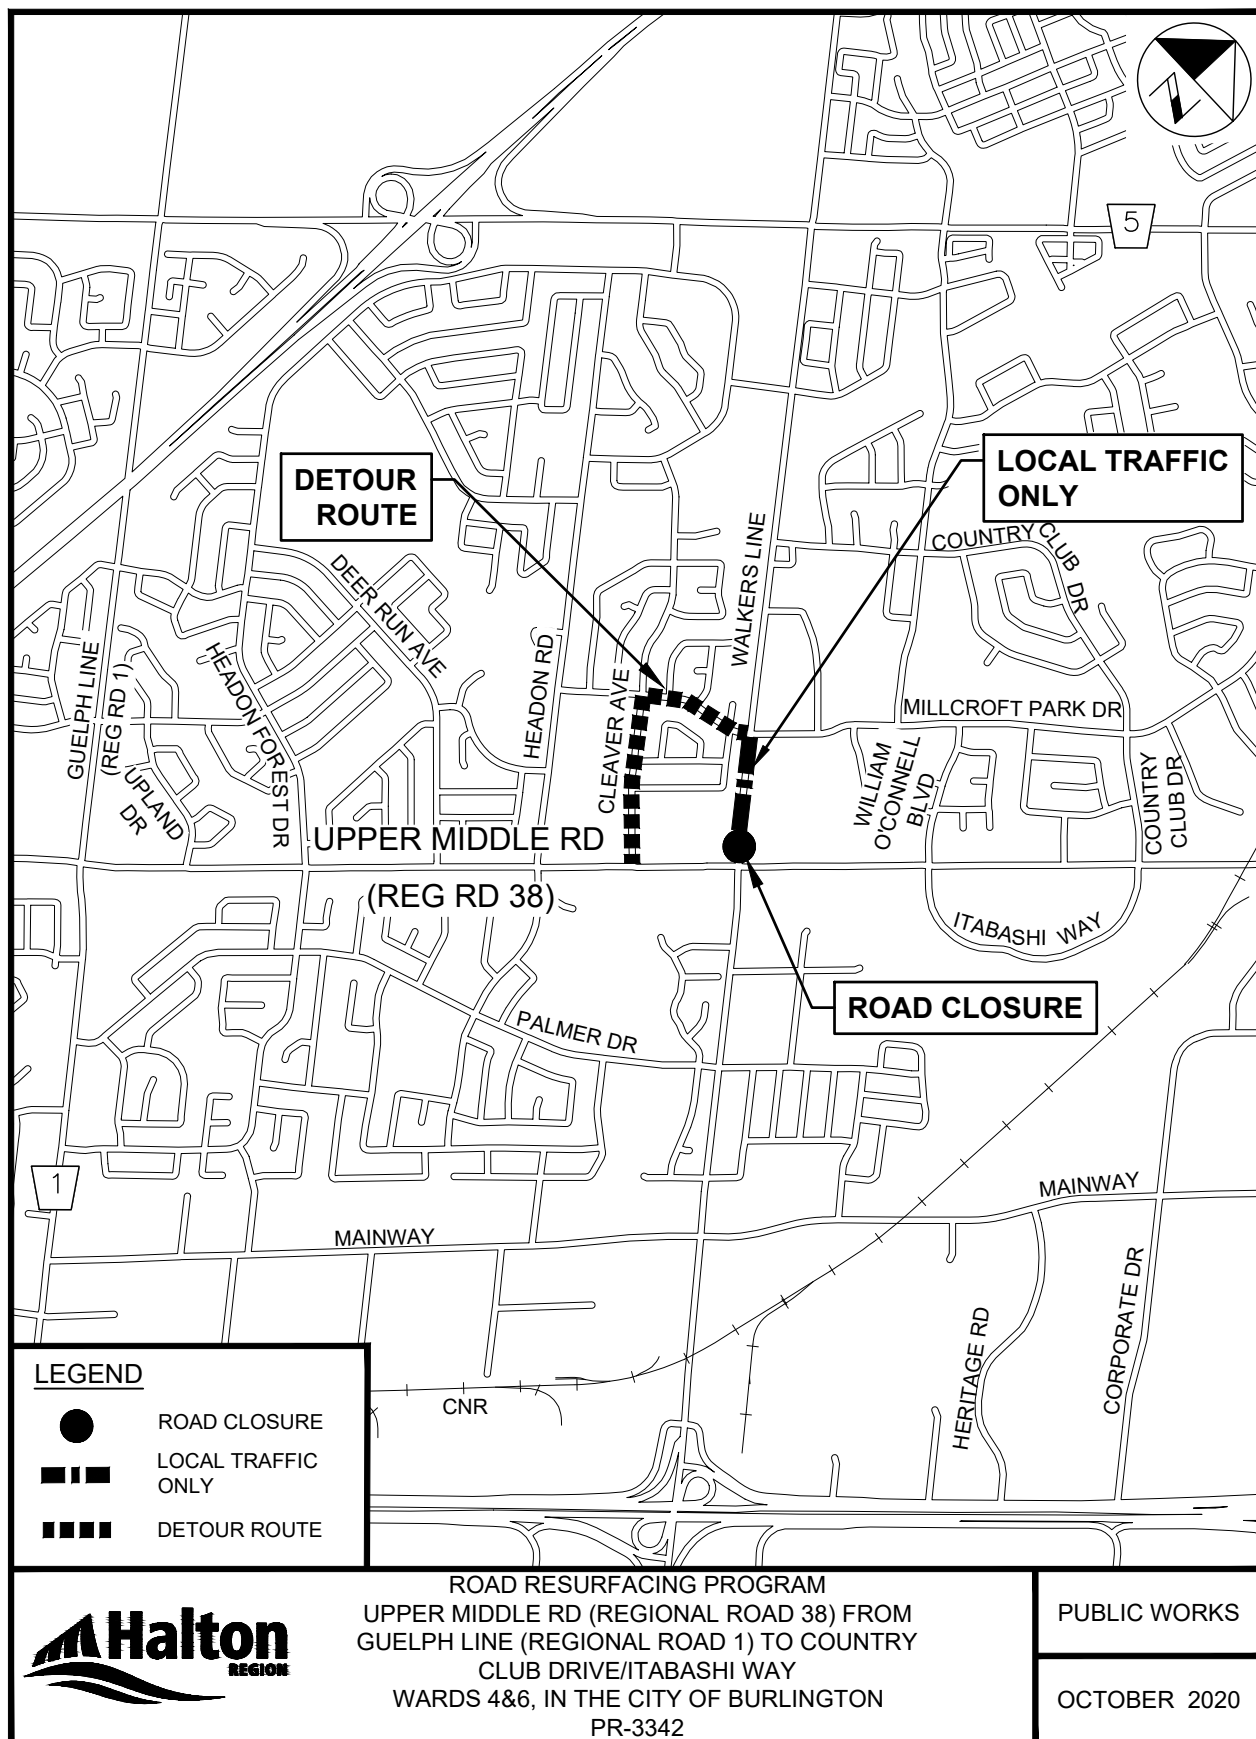 5
DETOUR
ROUTE
LOCAL TRAFFIC
ONLY
WALKERS LINE
COUNTRY CLUB DR
DEER RUN AVE
HEADON FOREST DR
GUELPH LINE
(REG RD 1)
UPLAND
DR
HEADON RD
CLEAVER AVE
MILLCROFT PARK DR
WILLIAM
O'CONNELL
BLVD
COUNTRY
CLUB DR
UPPER MIDDLE RD
(REG RD 38)
ITABASHI WAY
ROAD CLOSURE
PALMER DR
1
MAINWAY
MAINWAY
HERITAGE RD
CORPORATE DR
CNR
LEGEND
ROAD CLOSURE
LOCAL TRAFFIC
ONLY
DETOUR ROUTE
Halton
REGION
ROAD RESURFACING PROGRAM
UPPER MIDDLE RD (REGIONAL ROAD 38) FROM
GUELPH LINE (REGIONAL ROAD 1) TO COUNTRY
CLUB DRIVE/ITABASHI WAY
WARDS 4&6, IN THE CITY OF BURLINGTON
PR-3342
PUBLIC WORKS
OCTOBER 2020